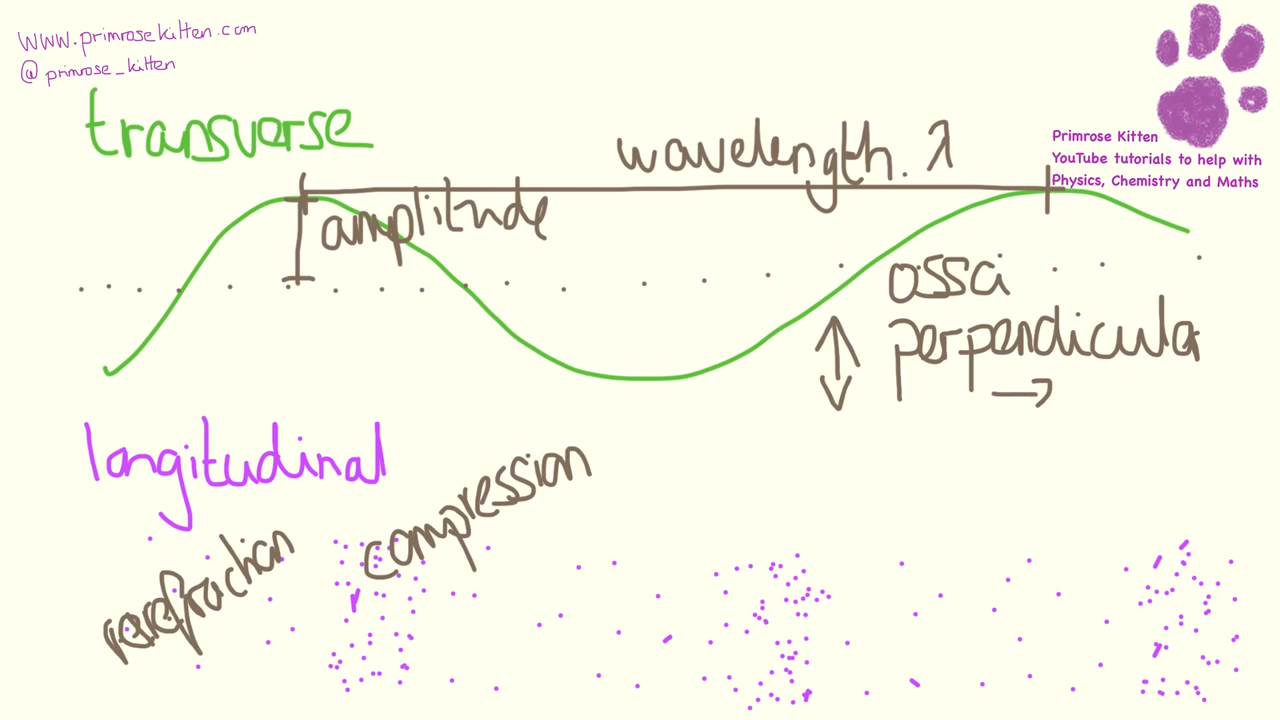 www.primrosekitten.com
@primrose_kitten
transverse
wavelength. λ
Primrose Kitten
YouTube tutorials to help with
Physics, Chemistry and Maths
amplitude
ossci
perpendicular
longitudinal
compression
rarefraction